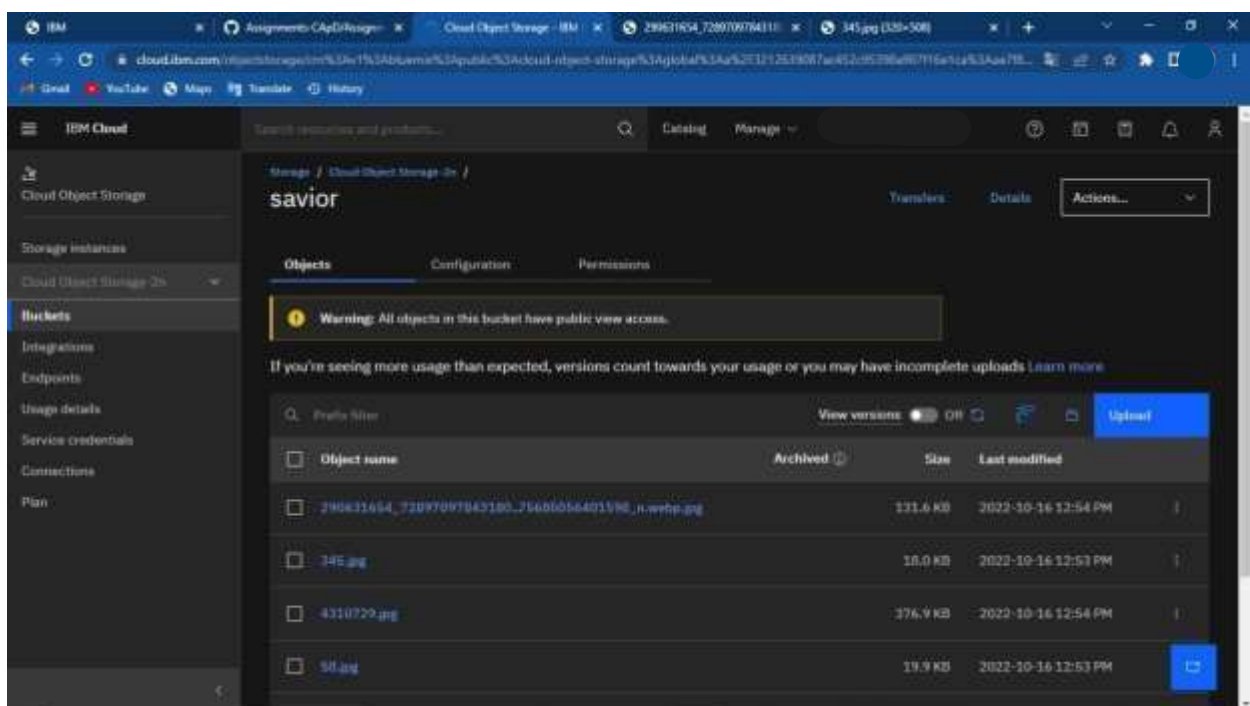 IBM
Assignments-CApD/Assign
Cloud Object Storage - IBM
345.jpg (320×508)
cloud.ibm.com/
Gmail YouTube Maps Translate History
IBM Cloud
Search resources and products...
Catalog Manage
Cloud Object Storage
Storage instances
Cloud Object Storage-2n
Buckets
Integrations
Endpoints
Usage details
Service credentials
Connections
Plan
Storage / Cloud Object Storage-2n /
savior
Transfers Details Actions...
Objects Configuration Permissions
Warning: All objects in this bucket have public view access.
If you're seeing more usage than expected, versions count towards your usage or you may have incomplete uploads Learn more
Prefix filter View versions Off Upload
Object name Archived Size Last modified
131.6 KB 2022-10-16 12:54 PM
345.jpg 18.0 KB 2022-10-16 12:53 PM
4310729.jpg 376.9 KB 2022-10-16 12:54 PM
50.jpg 19.9 KB 2022-10-16 12:53 PM